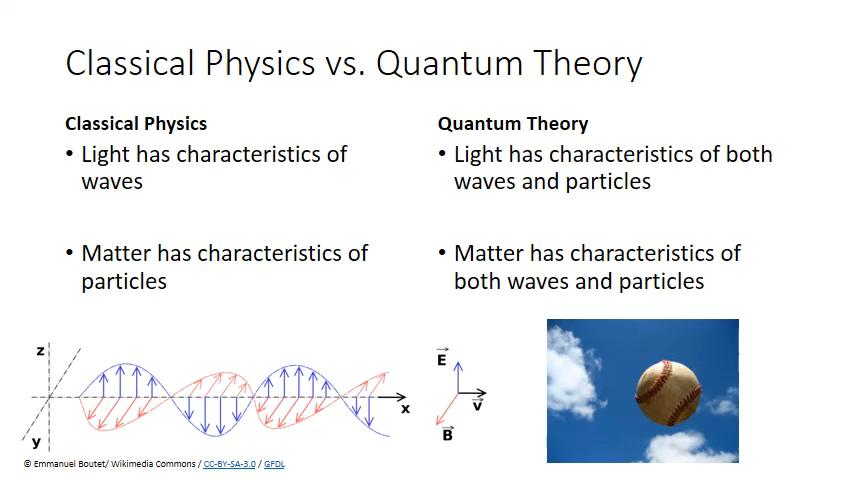 Classical Physics vs. Quantum Theory
Classical Physics
• Light has characteristics of
waves
• Matter has characteristics of
particles
Quantum Theory
• Light has characteristics of both
waves and particles
• Matter has characteristics of
both waves and particles
z
y
x
E
v
B
© Emmanuel Boutet/ Wikimedia Commons / CC-BY-SA-3.0 / GFDL